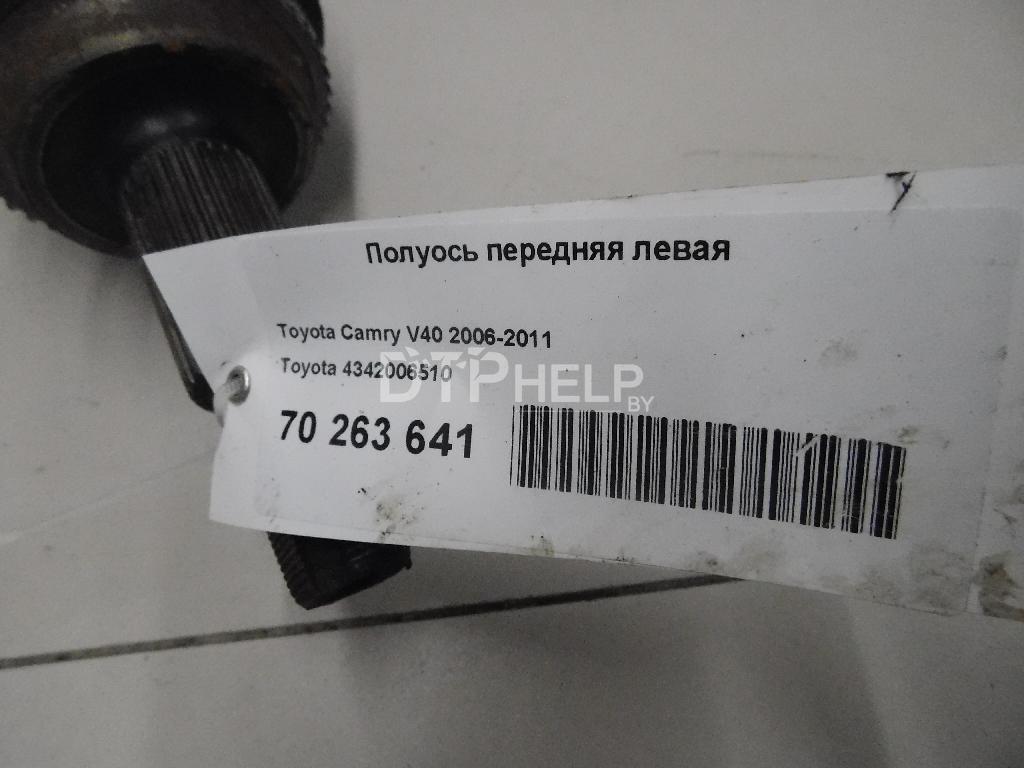 Полуось передняя левая
Toyota Camry V40 2006-2011
Toyota 4342006510
DTPHELP
BY
70 263 641